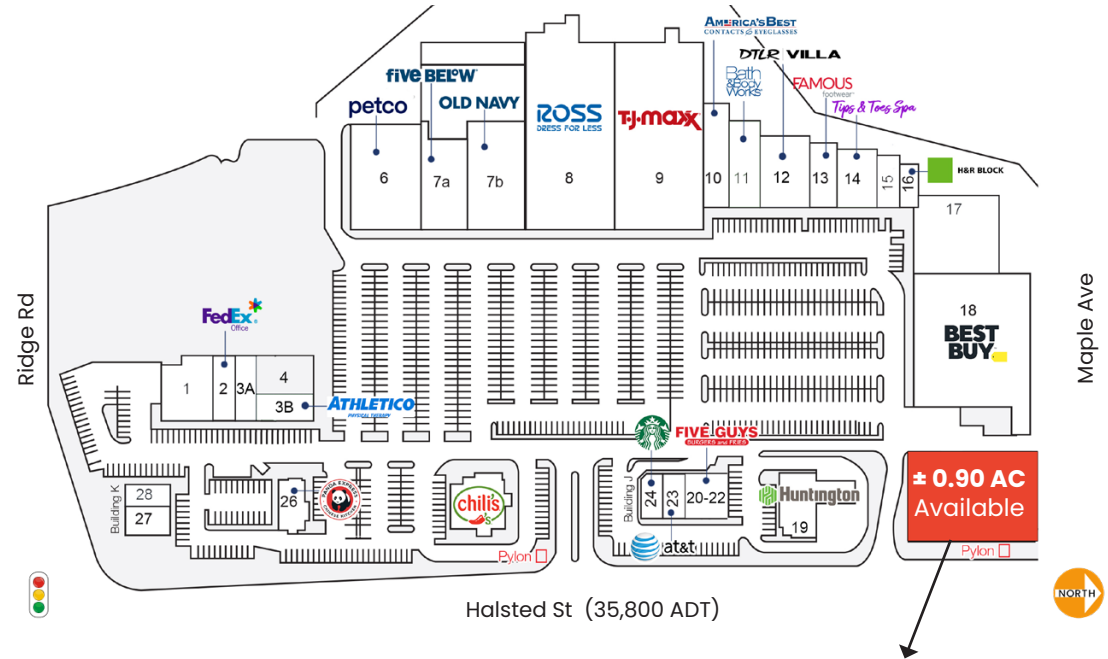 AMERICA'S BEST
CONTACTS & EYEGLASSES
DTLR VILLA
five BELOW
Bath
& Body
Works
FAMOUS
footwear
petco
OLD NAVY
Tips & Toes Spa
ROSS
DRESS FOR LESS
T·J·maxx
H&R BLOCK
6
7a
7b
8
9
10
11
12
13
14
15
16
17
18
BEST
BUY
Ridge Rd
Maple Ave
FedEx
Office
1
2
3A
4
3B
ATHLETICO
PHYSICAL THERAPY
FIVE GUYS
BURGERS and FRIES
Building K
28
27
26
PANDA EXPRESS
CHINESE KITCHEN
chili's
Pylon
Building J
24
23
20-22
at&t
Huntington
19
± 0.90 AC
Available
Pylon
Halsted St (35,800 ADT)
NORTH